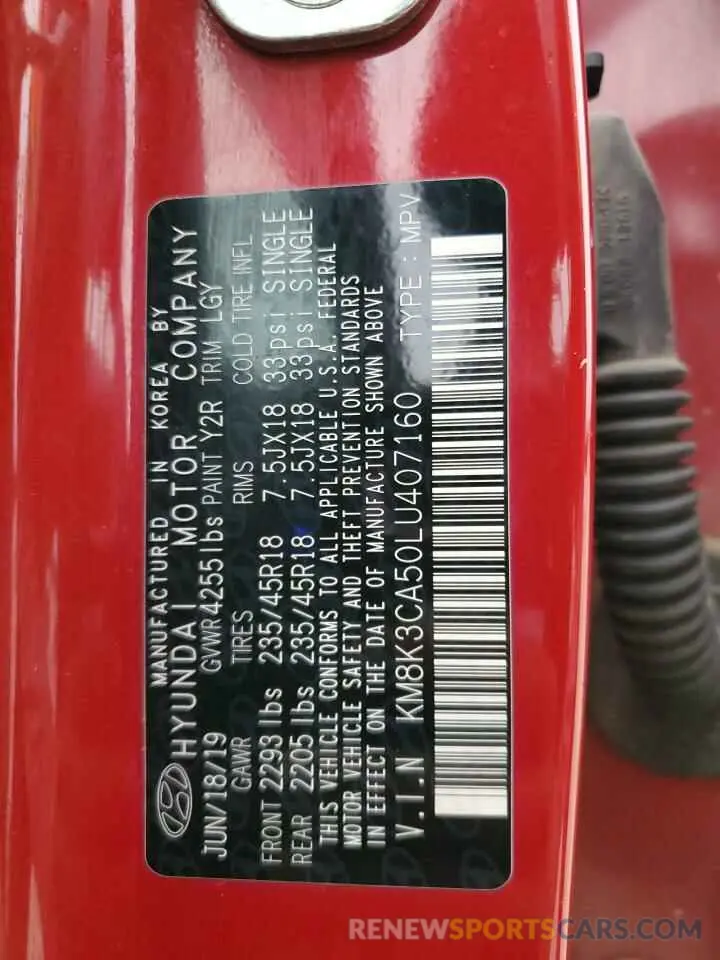 MANUFACTURED IN KOREA BY
HYUNDAI MOTOR COMPANY
JUN/18/19 GVWR4255lbs PAINT Y2R TRIM LGY
GAWR TIRES RIMS COLD TIRE INFL
FRONT 2293 lbs 235/45R18 7.5JX18 33psi SINGLE
REAR 2205 lbs 235/45R18 7.5JX18 33psi SINGLE
THIS VEHICLE CONFORMS TO ALL APPLICABLE U.S.A. FEDERAL
MOTOR VEHICLE SAFETY AND THEFT PREVENTION STANDARDS
IN EFFECT ON THE DATE OF MANUFACTURE SHOWN ABOVE
V.I.N KM8K3CA50LU407160 TYPE : MPV
RENEWSPORTSCARS.COM